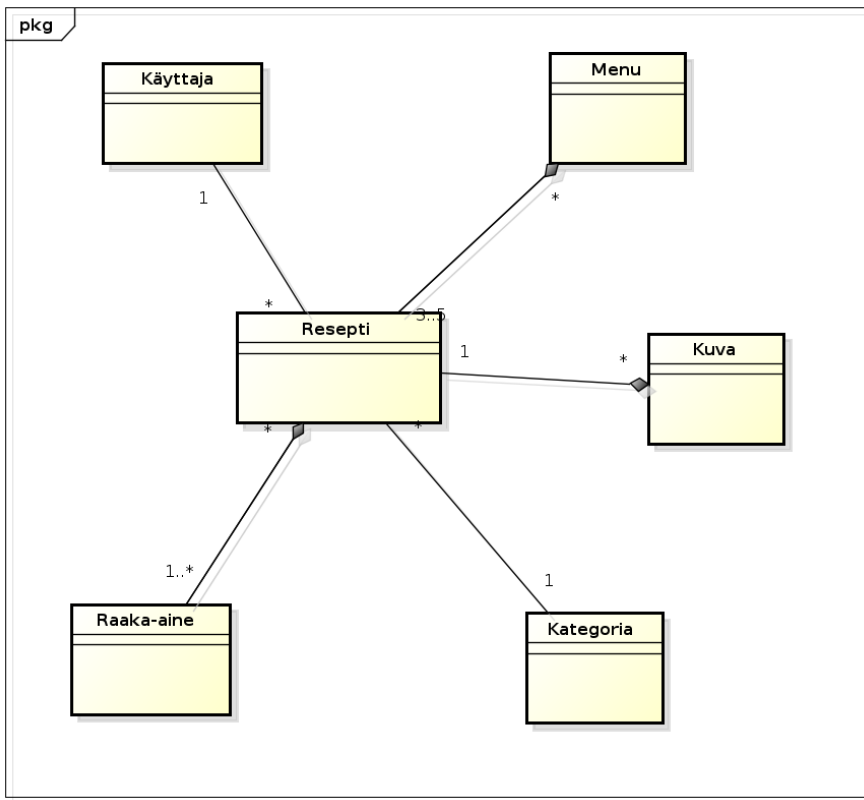 pkg
Käyttaja
Menu
1
*
*
3..5
Resepti
1
*
Kuva
*
*
1..*
1
Raaka-aine
Kategoria